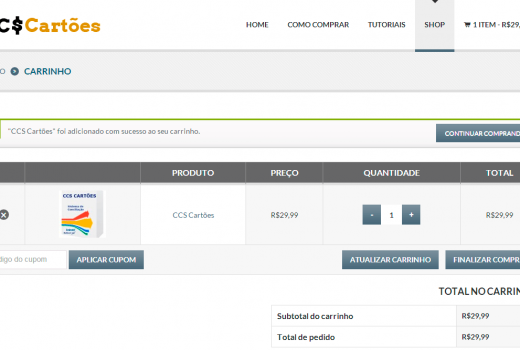 C$Cartões
HOME COMO COMPRAR TUTORIAIS SHOP 1 ITEM - R$29,
O CARRINHO
"CCS Cartões" foi adicionado com sucesso ao seu carrinho.
CONTINUAR COMPRAND
PRODUTO PREÇO QUANTIDADE TOTAL
CCS CARTÕES
CCS Cartões R$29,99 - 1 + R$29,99
digo do cupom APLICAR CUPOM ATUALIZAR CARRINHO FINALIZAR COMPR
TOTAL NO CARRIN
Subtotal do carrinho R$29,99
Total de pedido R$29,99